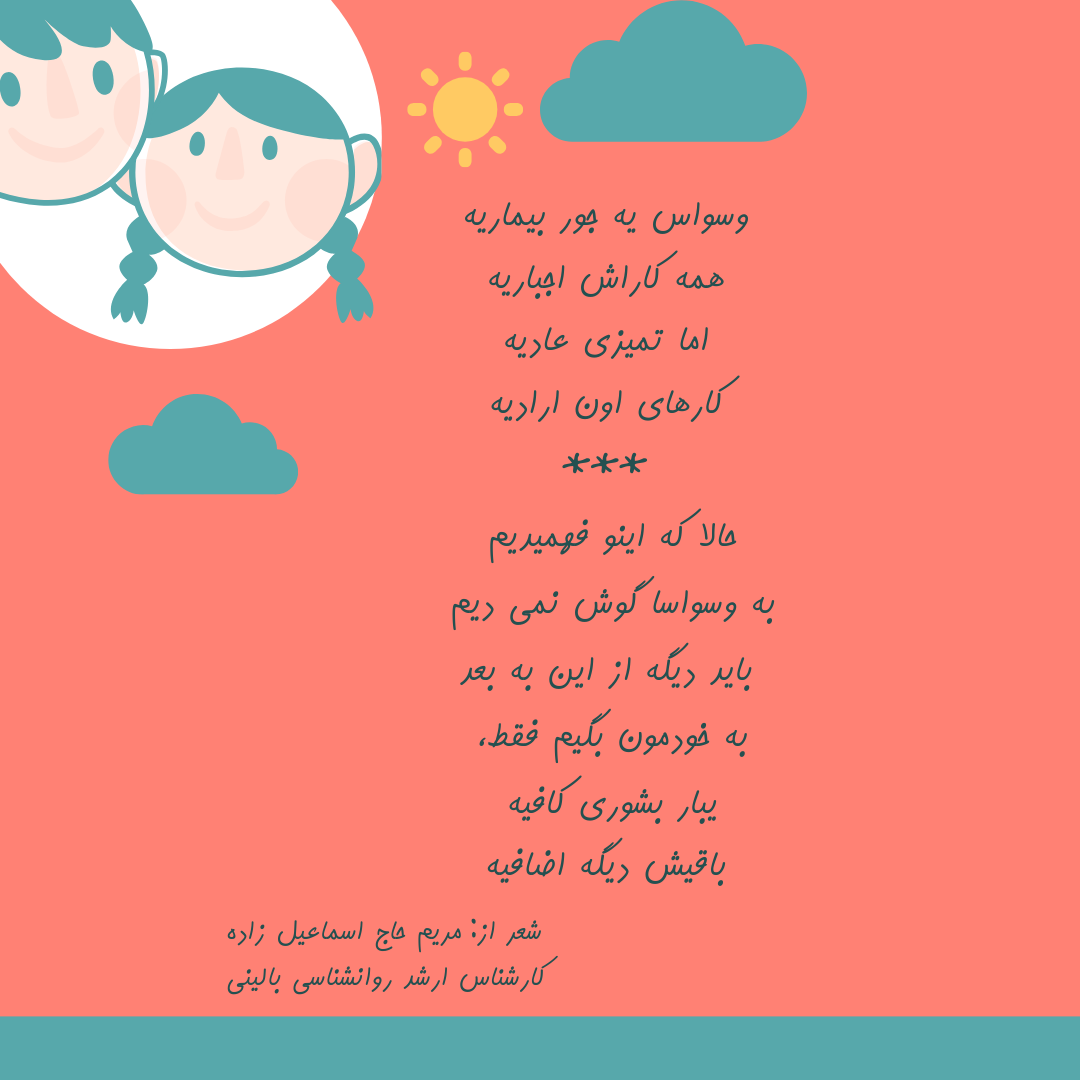 وسواس یه جور بیماریه
همه کاراش اجباریه
اما تمیزی عادیه
کارهای اون ارادیه
***
حالا که اینو فهمیدیم
به وسواسا گوش نمی دیم
باید دیگه از این به بعد
به خودمون بگیم فقط،
یبار بشوری کافیه
باقیش دیگه اضافیه
شعر از: مریم حاج اسماعیل زاده
کارشناس ارشد روانشناسی بالینی